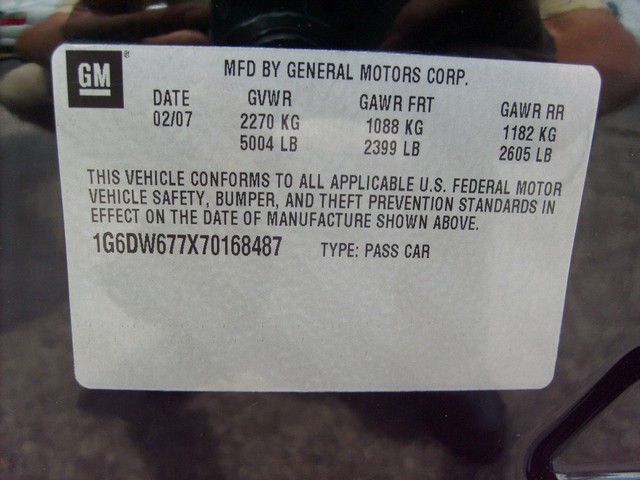 GM
MFD BY GENERAL MOTORS CORP.
DATE GVWR GAWR FRT GAWR RR
02/07 2270 KG 1088 KG 1182 KG
5004 LB 2399 LB 2605 LB
THIS VEHICLE CONFORMS TO ALL APPLICABLE U.S. FEDERAL MOTOR
VEHICLE SAFETY, BUMPER, AND THEFT PREVENTION STANDARDS IN
EFFECT ON THE DATE OF MANUFACTURE SHOWN ABOVE.
1G6DW677X70168487 TYPE: PASS CAR